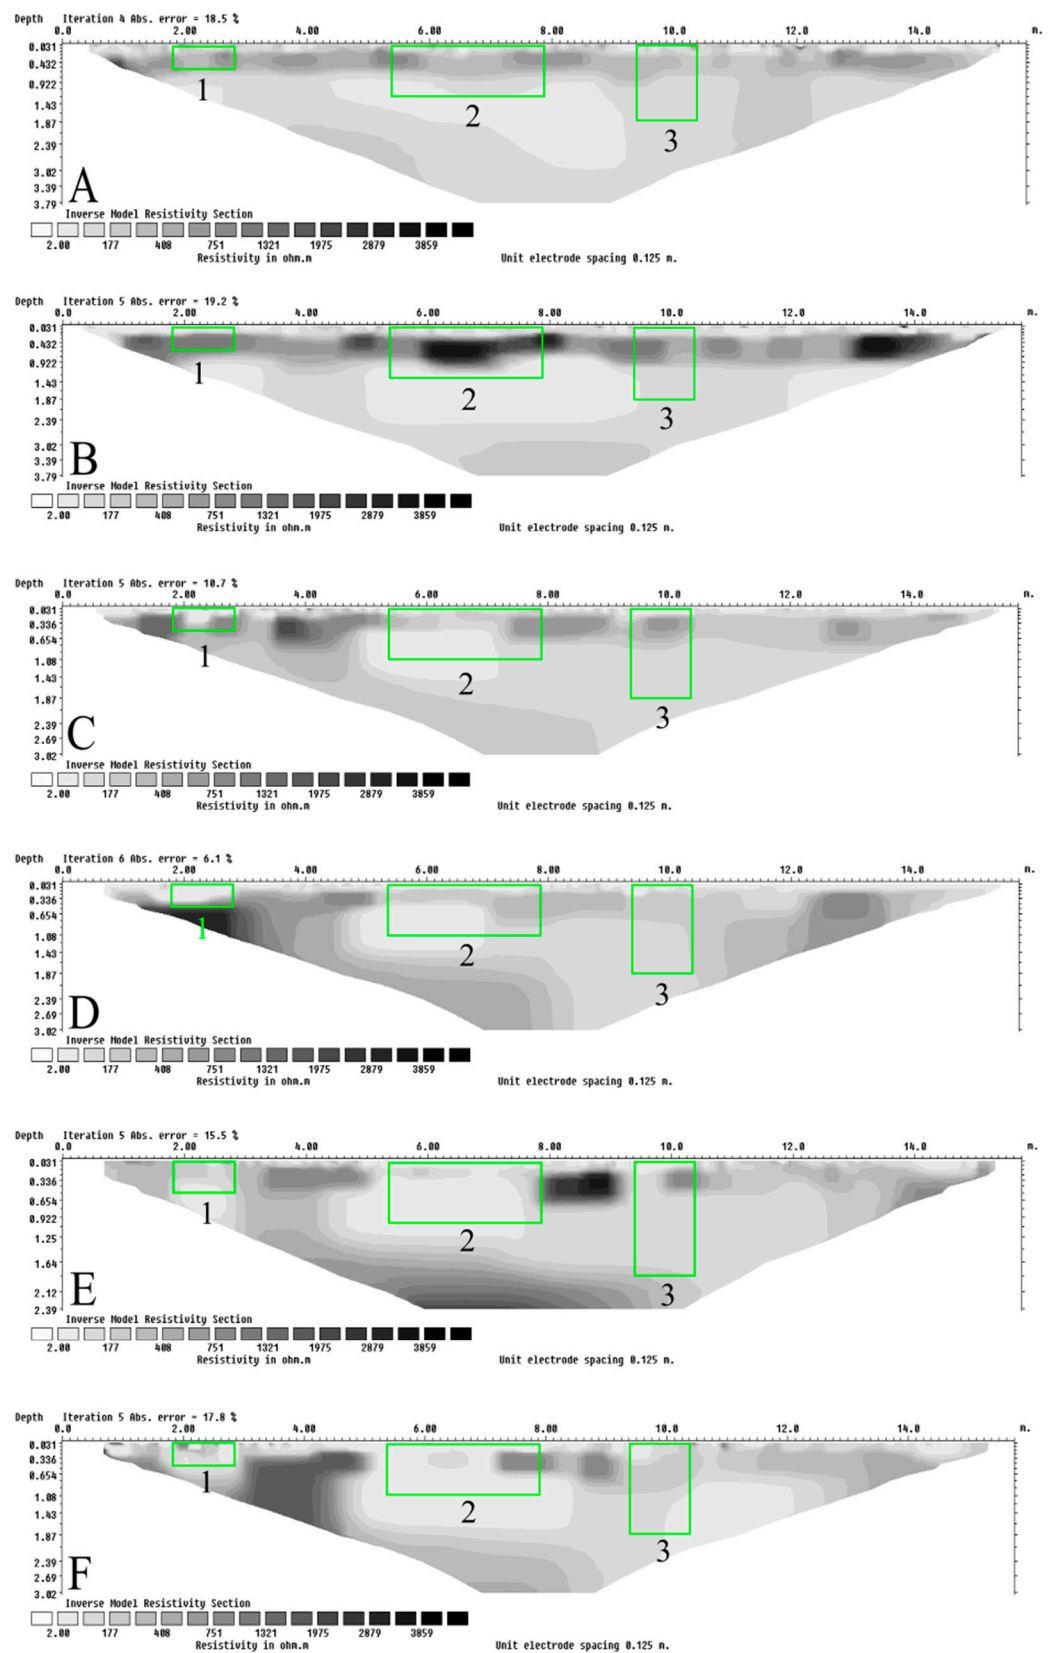 Depth Iteration 4 Abs. error = 18.5 %
0.0 2.00 4.00 6.00 8.00 10.0 12.0 14.0 m.
0.031
0.432
0.922
1.43
1.87
2.39
3.02
3.39
3.79
1
2
3
A
Inverse Model Resistivity Section
2.00 177 408 751 1321 1975 2879 3859
Resistivity in ohm.m Unit electrode spacing 0.125 m.
Depth Iteration 5 Abs. error = 19.2 %
0.0 2.00 4.00 6.00 8.00 10.0 12.0 14.0 m.
0.031
0.432
0.922
1.43
1.87
2.39
3.02
3.39
3.79
1
2
3
B
Inverse Model Resistivity Section
2.00 177 408 751 1321 1975 2879 3859
Resistivity in ohm.m Unit electrode spacing 0.125 m.
Depth Iteration 5 Abs. error = 10.7 %
0.0 2.00 4.00 6.00 8.00 10.0 12.0 14.0 m.
0.031
0.336
0.654
1.08
1.43
1.87
2.39
2.69
3.02
1
2
3
C
Inverse Model Resistivity Section
2.00 177 408 751 1321 1975 2879 3859
Resistivity in ohm.m Unit electrode spacing 0.125 m.
Depth Iteration 6 Abs. error = 6.1 %
0.0 2.00 4.00 6.00 8.00 10.0 12.0 14.0 m.
0.031
0.336
0.654
1.08
1.43
1.87
2.39
2.69
3.02
1
2
3
D
Inverse Model Resistivity Section
2.00 177 408 751 1321 1975 2879 3859
Resistivity in ohm.m Unit electrode spacing 0.125 m.
Depth Iteration 5 Abs. error = 15.5 %
0.0 2.00 4.00 6.00 8.00 10.0 12.0 14.0 m.
0.031
0.336
0.654
0.922
1.25
1.64
2.12
2.39
1
2
3
E
Inverse Model Resistivity Section
2.00 177 408 751 1321 1975 2879 3859
Resistivity in ohm.m Unit electrode spacing 0.125 m.
Depth Iteration 5 Abs. error = 17.8 %
0.0 2.00 4.00 6.00 8.00 10.0 12.0 14.0 m.
0.031
0.336
0.654
1.08
1.43
1.87
2.39
2.69
3.02
1
2
3
F
Inverse Model Resistivity Section
2.00 177 408 751 1321 1975 2879 3859
Resistivity in ohm.m Unit electrode spacing 0.125 m.